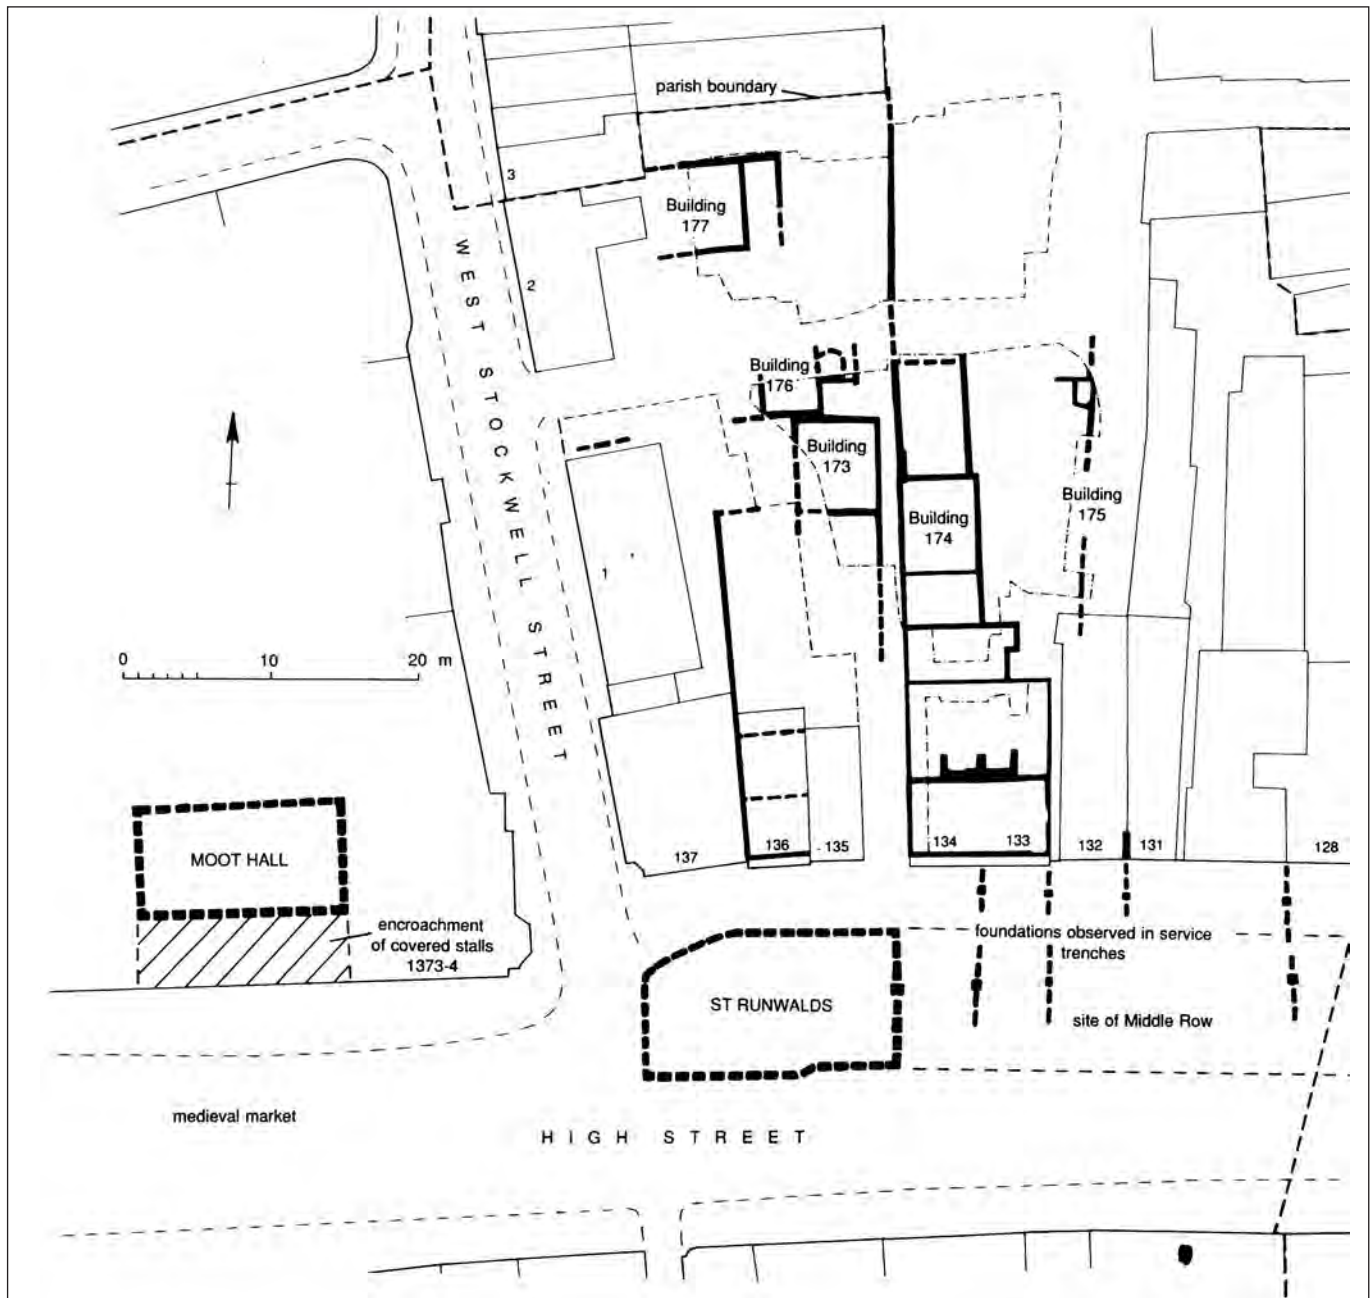 parish boundary
3
Building
177
2
WEST STOCKWELL STREET
Building
176
Building
173
Building
174
Building
175
1
0 10 20 m
MOOT HALL
encroachment
of covered stalls
1373-4
137
136
135
134
133
132
131
128
foundations observed in service
trenches
ST RUNWALDS
site of Middle Row
medieval market
HIGH STREET